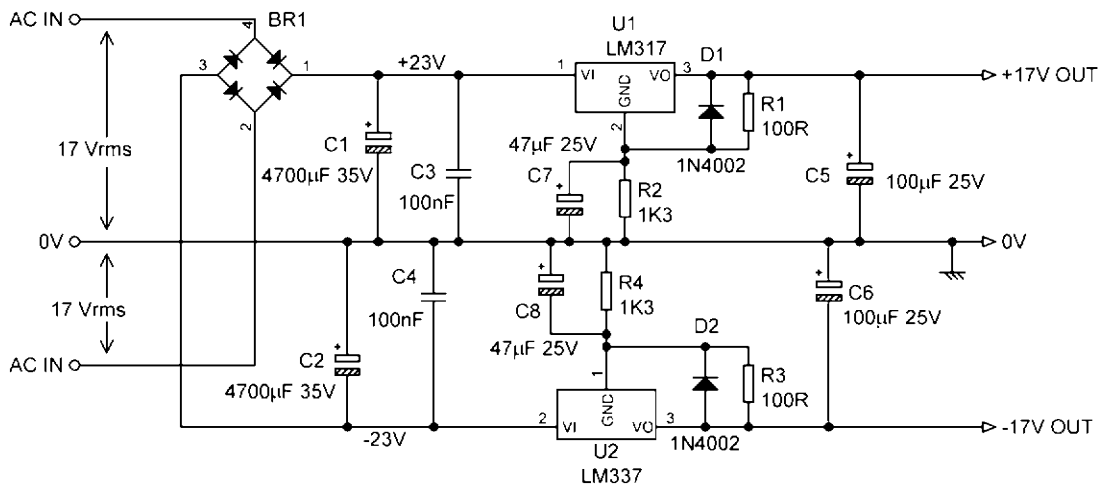 AC IN
BR1
4
3
1
2
17 Vrms
+23V
C1
4700µF 35V
C3
100nF
U1
LM317
1
VI
GND
VO
3
2
D1
1N4002
R1
100R
+17V OUT
47µF 25V
C7
R2
1K3
C5
100µF 25V
0V
0V
17 Vrms
C4
100nF
C2
4700µF 35V
C8
47µF 25V
R4
1K3
C6
100µF 25V
D2
1N4002
R3
100R
AC IN
-23V
1
2
VI
GND
VO
3
U2
LM337
-17V OUT
+
+
+
+
+
+